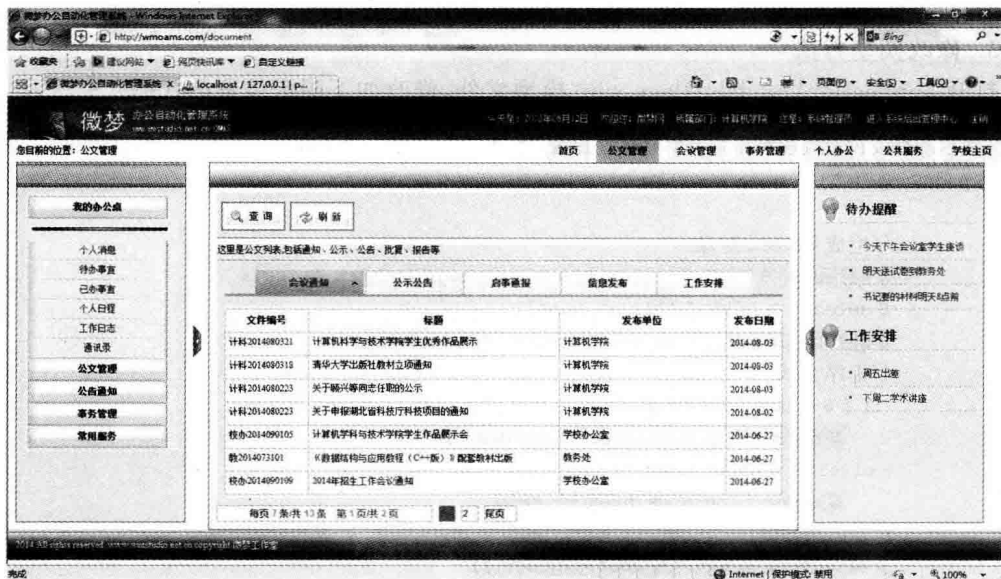 微梦办公自动化管理系统 - Windows Internet Explorer
http://wmoams.com/document
Bing
收藏夹 建议网站 网页快讯库 自定义链接
微梦办公自动化管理系统 X localhost / 127.0.0.1 | p...
页面(P) 安全(S) 工具(O)
微梦 办公自动化管理系统
您目前的位置：公文管理
首页 公文管理 会议管理 事务管理 个人办公 公共服务 学校主页
我的办公桌
个人消息
待办事宜
已办事宜
个人日程
工作日志
通讯录
公文管理
公告通知
事务管理
常用服务
查询 刷新
这里是公文列表,包括通知、公示、公告、批复、报告等
会议通知 公示公告 启事通报 信息发布 工作安排
文件编号 标题 发布单位 发布日期
计科2014080321 计算机科学与技术学院学生优秀作品展示 计算机学院 2014-08-03
计科2014080318 清华大学出版社教材立项通知 计算机学院 2014-08-03
计科2014080223 关于顾兴等同志任职的公示 计算机学院 2014-08-03
计科2014080223 关于申报湖北省科技厅科技项目的通知 计算机学院 2014-08-02
校办2014090105 计算机学科与技术学院学生作品展示会 学校办公室 2014-06-27
教2014073101 《数据结构与应用教程（C++版）》配套教材出版 教务处 2014-06-27
校办2014090109 2014年招生工作会议通知 学校办公室 2014-06-27
每页 7 条/共 13 条 第 1 页/共 2 页 2 尾页
待办提醒
今天下午会议室学生座谈
明天送试卷到教务处
书记要的材料明天8点前
工作安排
周五出差
下周二学术讲座
完成
Internet | 保护模式: 禁用
100%